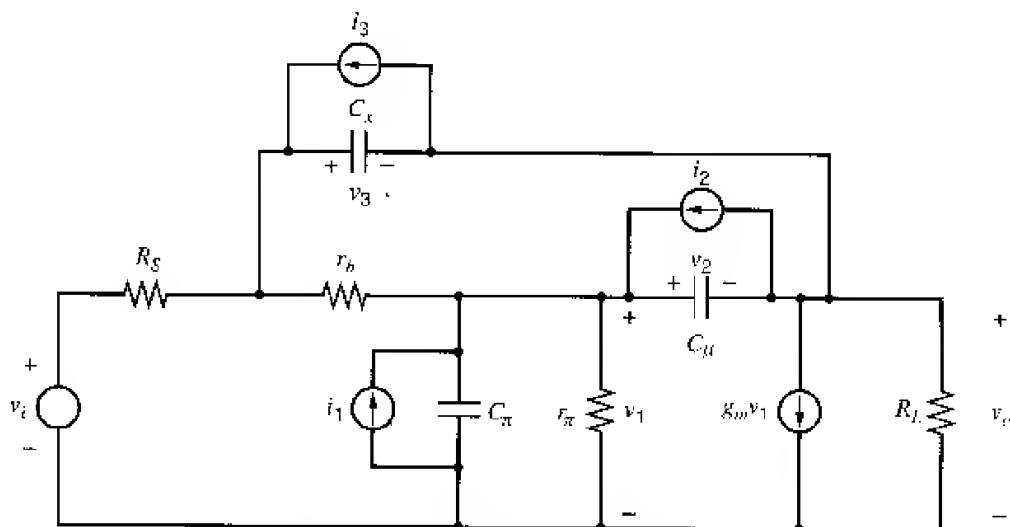 i3
Cx
+ −
v3
i2
RS
rb
v2
+ −
+
Cμ
+
+
vi
−
i1
Cπ
rπ
v1
gmv1
RL
vo
−
−